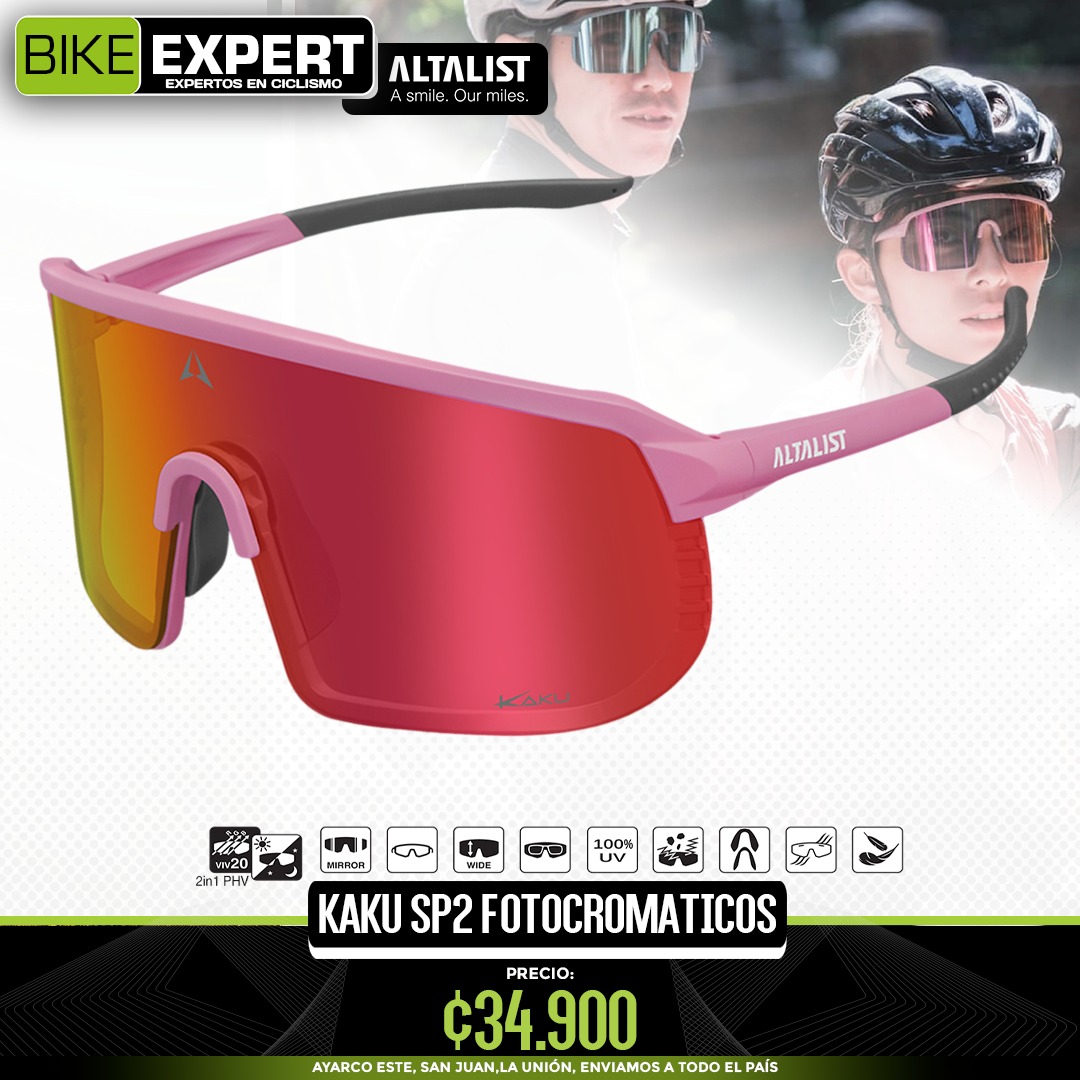 BIKE EXPERT
EXPERTOS EN CICLISMO
ALTALIST
A smile. Our miles.
ALTALIST
KAKU
VIV20
2in1 PHV
MIRROR
WIDE
100%
UV
KAKU SP2 FOTOCROMATICOS
PRECIO:
₡34.900
AYARCO ESTE, SAN JUAN,LA UNIÓN, ENVIAMOS A TODO EL PAÍS